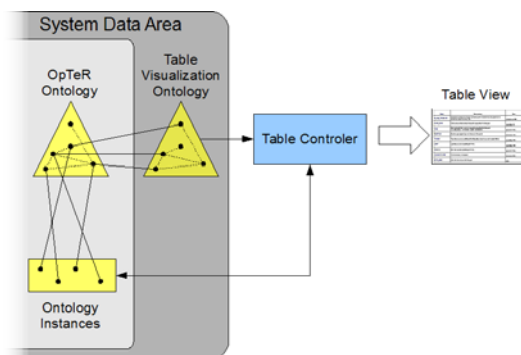 System Data Area
OpTeR
Ontology
Table
Visualization
Ontology
Table Controler
Table View
Ontology
Instances